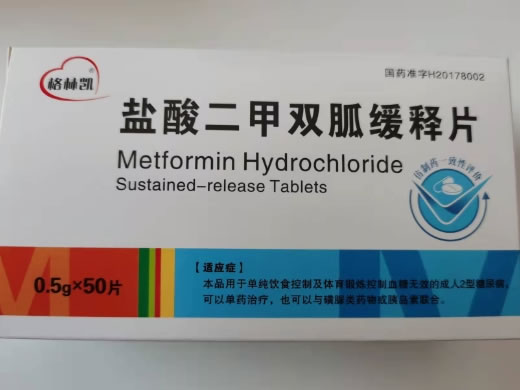 格林凯®
国药准字H20178002
盐酸二甲双胍缓释片
Metformin Hydrochloride
Sustained-release Tablets
仿制药一致性评价
0.5g×50片
【适应症】
本品用于单纯饮食控制及体育锻炼控制血糖无效的成人2型糖尿病,
可以单药治疗,也可以与磺脲类药物或胰岛素联合。